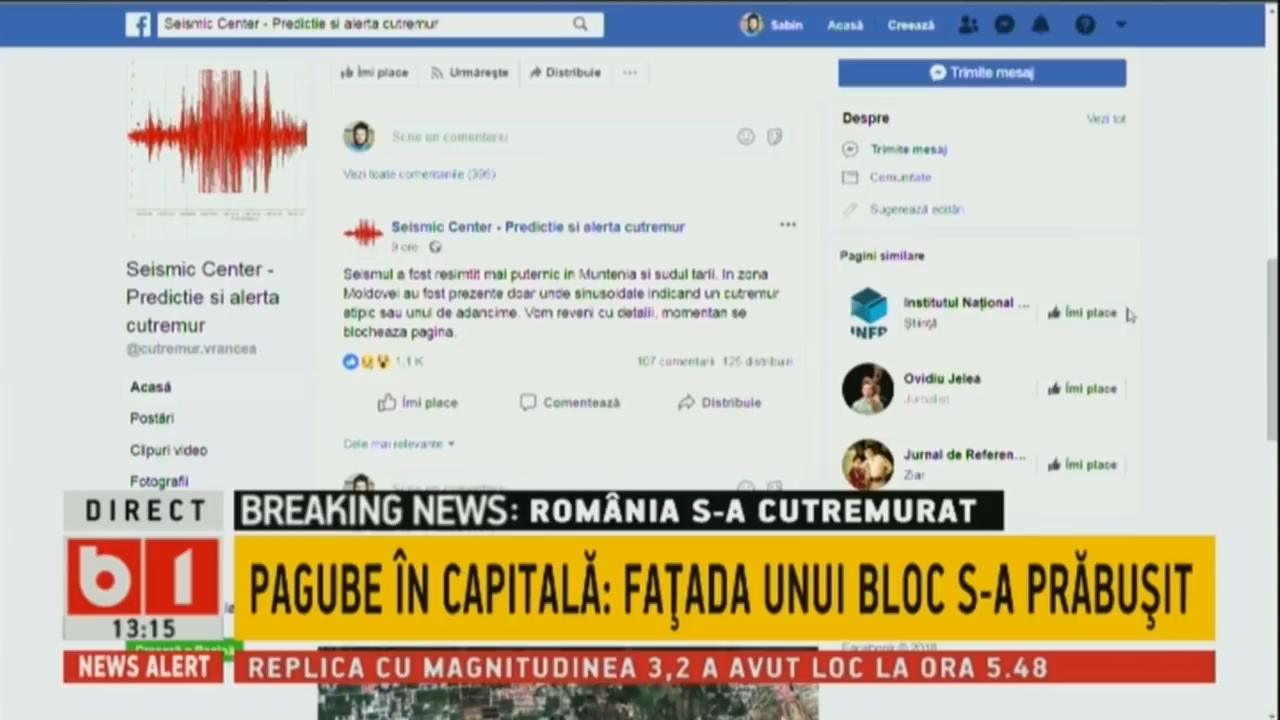 Seismic Center - Predictie si alerta cutremur
Sabin
Acasă
Creează
Îmi place
Urmărește
Distribuie
Trimite mesaj
Scrie un comentariu
Vezi toate comentariile (396)
Seismic Center - Predictie si alerta cutremur
9 ore
Seismul a fost resimtit mai puternic in Muntenia si sudul tarii. In zona
Moldovei au fost prezente doar unde sinusoidale indicand un cutremur
atipic sau unul de adancime. Vom reveni cu detalii, momentan se
blocheaza pagina.
1,1 K
107 comentarii 126 distribuiri
Îmi place
Comentează
Distribuie
Cele mai relevante
Seismic Center -
Predictie si alerta
cutremur
@cutremur.vrancea
Acasă
Postări
Clipuri video
Fotografii
Despre
Vezi tot
Trimite mesaj
Comunitate
Sugerează editări
Pagini similare
INFP
Institutul Național ...
Știință
Îmi place
Ovidiu Jelea
Jurnalist
Îmi place
Jurnal de Referen...
Ziar
Îmi place
DIRECT
BREAKING NEWS: ROMÂNIA S-A CUTREMURAT
b1
PAGUBE ÎN CAPITALĂ: FAŢADA UNUI BLOC S-A PRĂBUŞIT
13:15
Facebook © 2018
NEWS ALERT
REPLICA CU MAGNITUDINEA 3,2 A AVUT LOC LA ORA 5.48